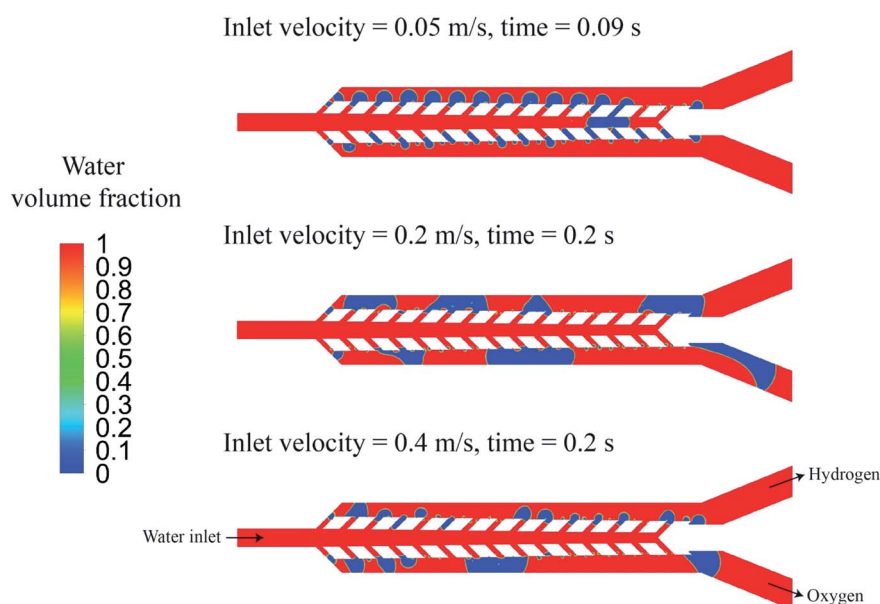 Inlet velocity = 0.05 m/s, time = 0.09 s
Water
volume fraction
1
0.9
0.8
0.7
0.6
0.5
0.4
0.3
0.2
0.1
0
Inlet velocity = 0.2 m/s, time = 0.2 s
Inlet velocity = 0.4 m/s, time = 0.2 s
Hydrogen
Water inlet
Oxygen